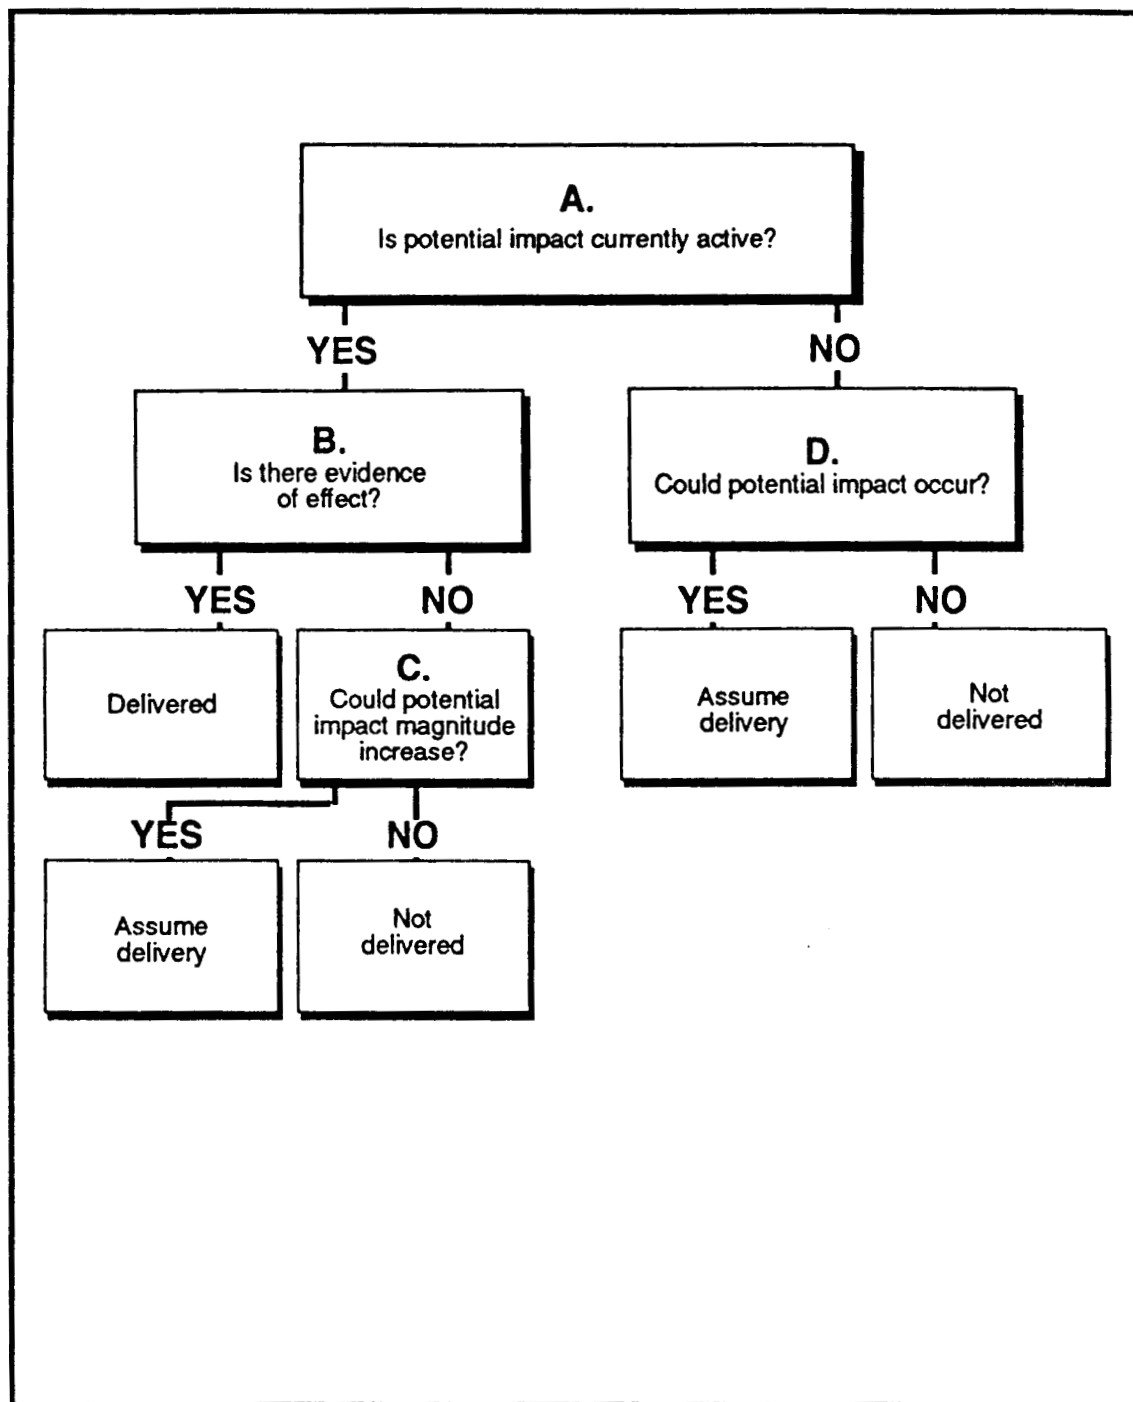 A.
Is potential impact currently active?
YES
NO
B.
Is there evidence
of effect?
D.
Could potential impact occur?
YES
NO
YES
NO
Delivered
C.
Could potential
impact magnitude
increase?
Assume
delivery
Not
delivered
YES
NO
Assume
delivery
Not
delivered